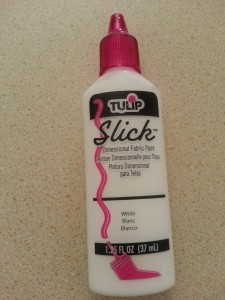 TULIP
Slick™
Dimensional Fabric Paint
Peinture Dimensionnelle pour Tissu
Pintura Dimensional
para Telas
White
Blanc
Blanco
1.25 FL OZ (37 mL)